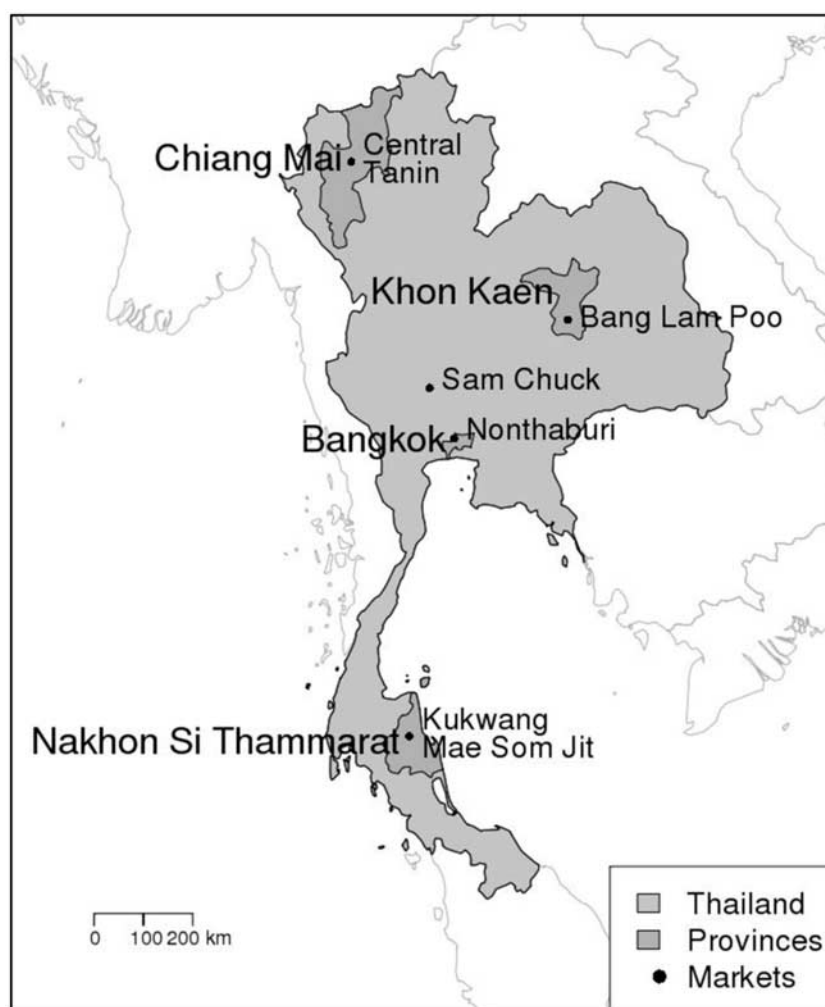 Central
Chiang Mai
Tanin
Khon Kaen
Bang Lam Poo
Sam Chuck
Nonthaburi
Bangkok
Kukwang
Nakhon Si Thammarat
Mae Som Jit
0 100 200 km
Thailand
Provinces
Markets